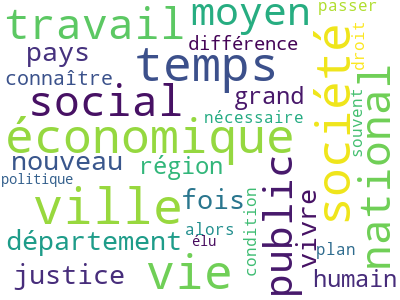 travail
moyen
passer
pays
différence
droit
connaître
temps
social
grand
société
national
souvent
économique
nécessaire
nouveau
région
public
vivre
politique
ville
fois
condition
alors
département
élu
plan
justice
vie
humain